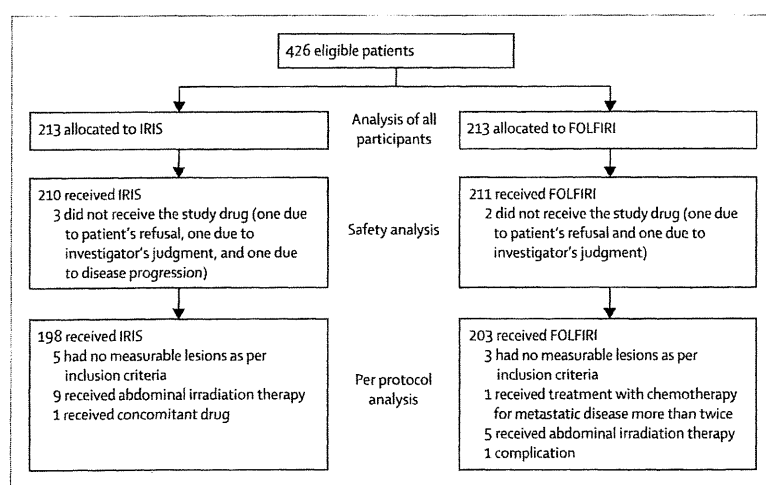 426 eligible patients
213 allocated to IRIS
Analysis of all
participants
213 allocated to FOLFIRI
210 received IRIS
3 did not receive the study drug (one due
to patient's refusal, one due to
investigator's judgment, and one due
to disease progression)
Safety analysis
211 received FOLFIRI
2 did not receive the study drug (one due
to patient's refusal and one due to
investigator's judgment)
198 received IRIS
5 had no measurable lesions as per
inclusion criteria
9 received abdominal irradiation therapy
1 received concomitant drug
Per protocol
analysis
203 received FOLFIRI
3 had no measurable lesions as per
inclusion criteria
1 received treatment with chemotherapy
for metastatic disease more than twice
5 received abdominal irradiation therapy
1 complication